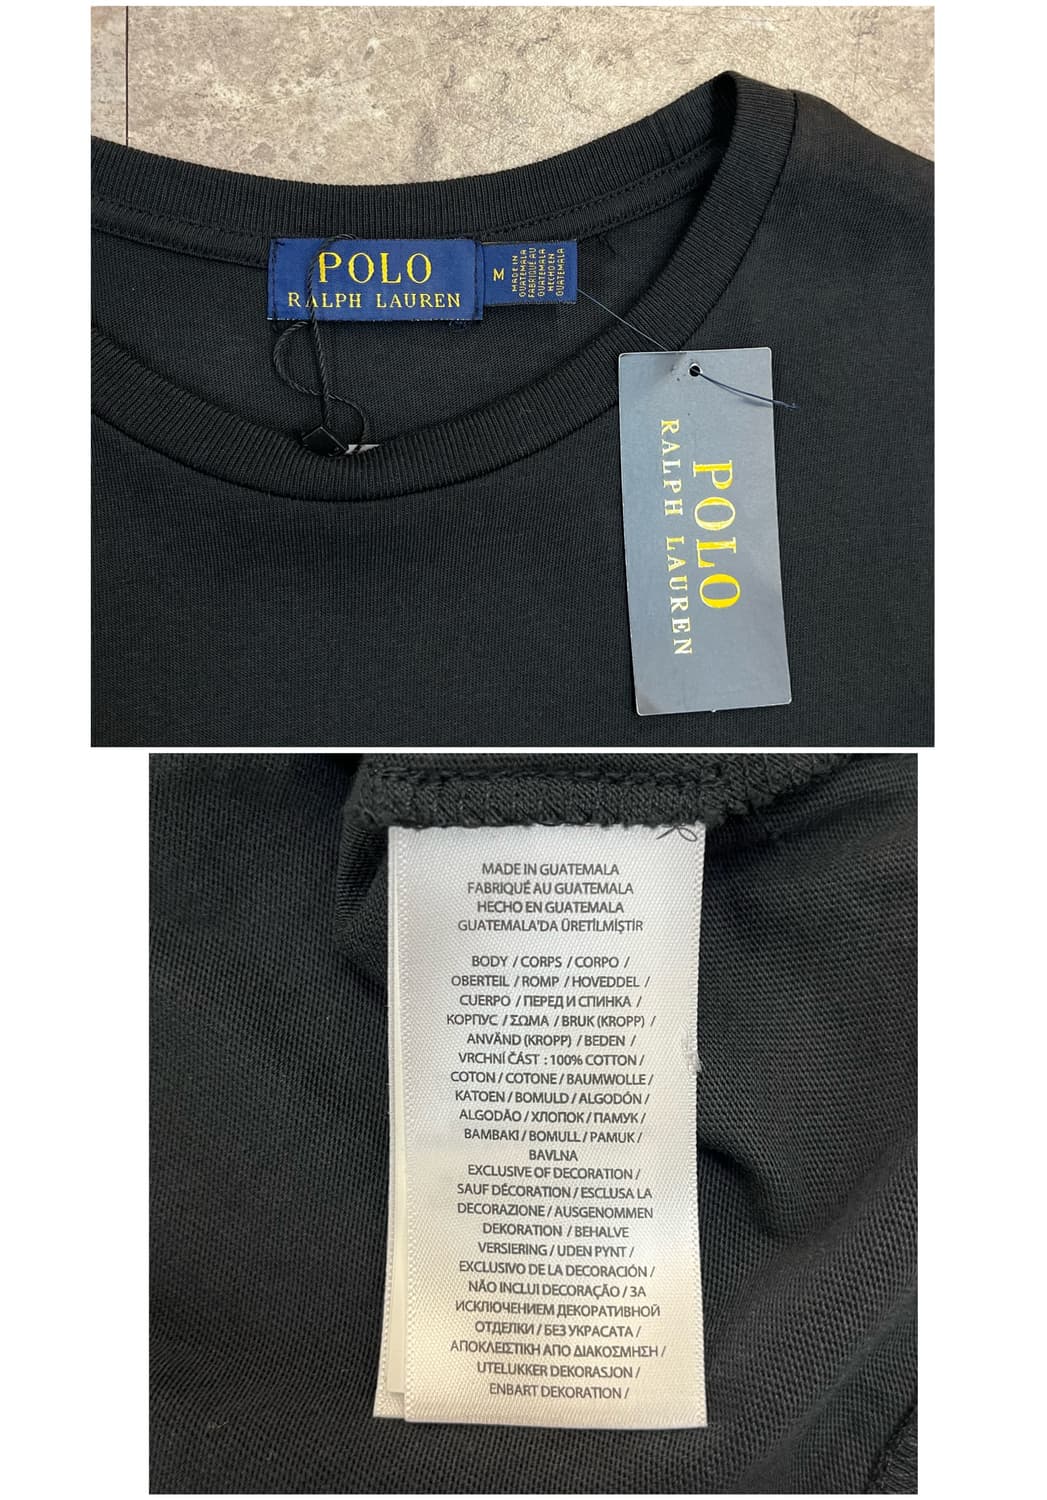 POLO
RALPH LAUREN
M
MADE IN
GUATEMALA
FABRIQUÉ AU
GUATEMALA
HECHO EN
GUATEMALA
POLO
RALPH LAUREN
MADE IN GUATEMALA
FABRIQUÉ AU GUATEMALA
HECHO EN GUATEMALA
GUATEMALA'DA ÜRETİLMİŞTİR
BODY / CORPS / CORPO /
OBERTEIL / ROMP / HOVEDDEL /
CUERPO / ПЕРЕД И СПИНКА /
КОРПУС / ΣΩΜΑ / BRUK (KROPP) /
ANVÄND (KROPP) / BEDEN /
VRCHNÍ ČÁST : 100% COTTON /
COTON / COTONE / BAUMWOLLE /
KATOEN / BOMULD / ALGODÓN /
ALGODÃO / ХЛОПОК / ПАМУК /
ΒΑΜΒΑΚΙ / BOMULL / PAMUK /
BAVLNA
EXCLUSIVE OF DECORATION /
SAUF DÉCORATION / ESCLUSA LA
DECORAZIONE / AUSGENOMMEN
DEKORATION / BEHALVE
VERSIERING / UDEN PYNT /
EXCLUSIVO DE LA DECORACIÓN /
NÃO INCLUI DECORAÇÃO / ЗА
ИСКЛЮЧЕНИЕМ ДЕКОРАТИВНОЙ
ОТДЕЛКИ / БЕЗ УКРАСАТА /
ΑΠΟΚΛΕΙΣΤΙΚΗ ΑΠΟ ΔΙΑΚΟΣΜΗΣΗ /
UTELUKKER DEKORASJON /
ENBART DEKORATION /